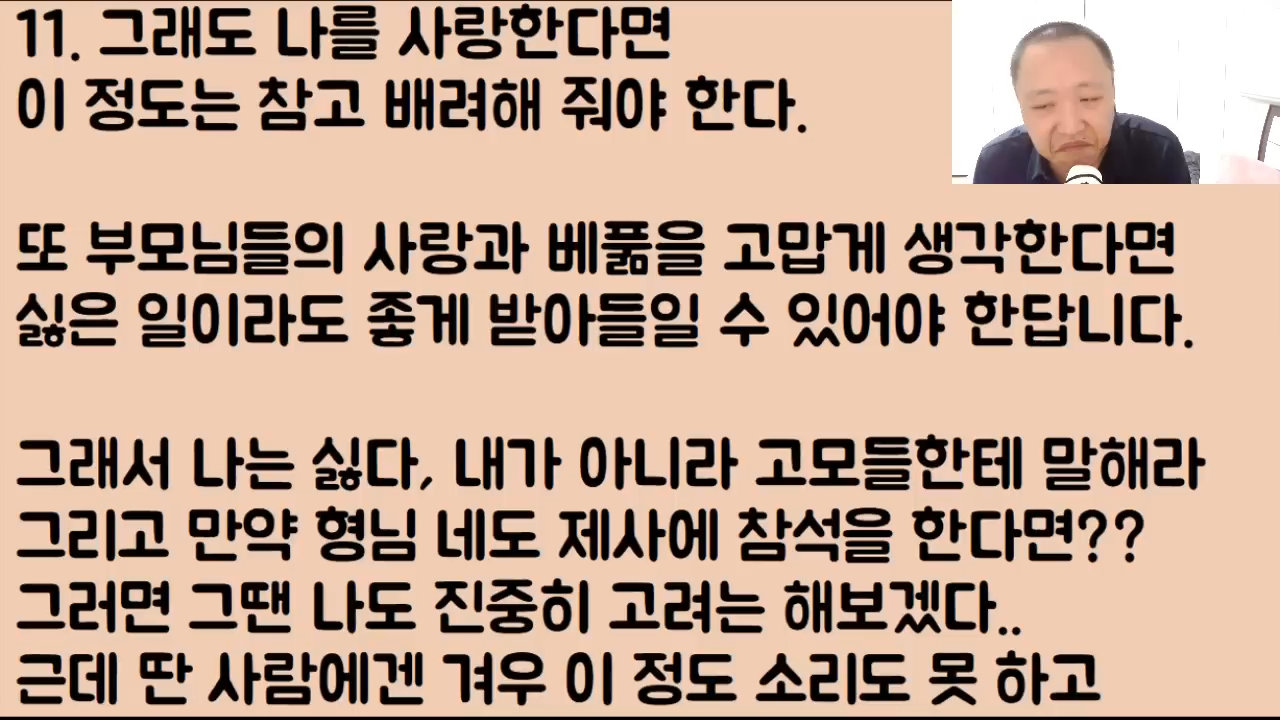 11. 그래도 나를 사랑한다면
이 정도는 참고 배려해 줘야 한다.
또 부모님들의 사랑과 베풂을 고맙게 생각한다면
싫은 일이라도 좋게 받아들일 수 있어야 한답니다.
그래서 나는 싫다, 내가 아니라 고모들한테 말해라
그리고 만약 형님 네도 제사에 참석을 한다면??
그러면 그땐 나도 진중히 고려는 해보겠다..
근데 딴 사람에겐 겨우 이 정도 소리도 못 하고